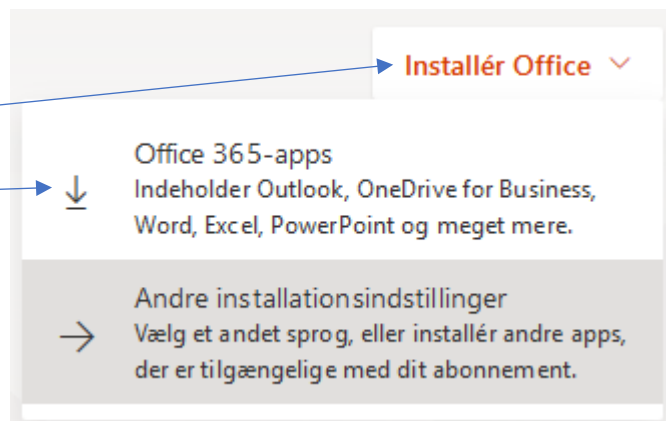 Installér Office
Office 365-apps
Indeholder Outlook, OneDrive for Business,
Word, Excel, PowerPoint og meget mere.
Andre installationsindstillinger
Vælg et andet sprog, eller installér andre apps,
der er tilgængelige med dit abonnement.